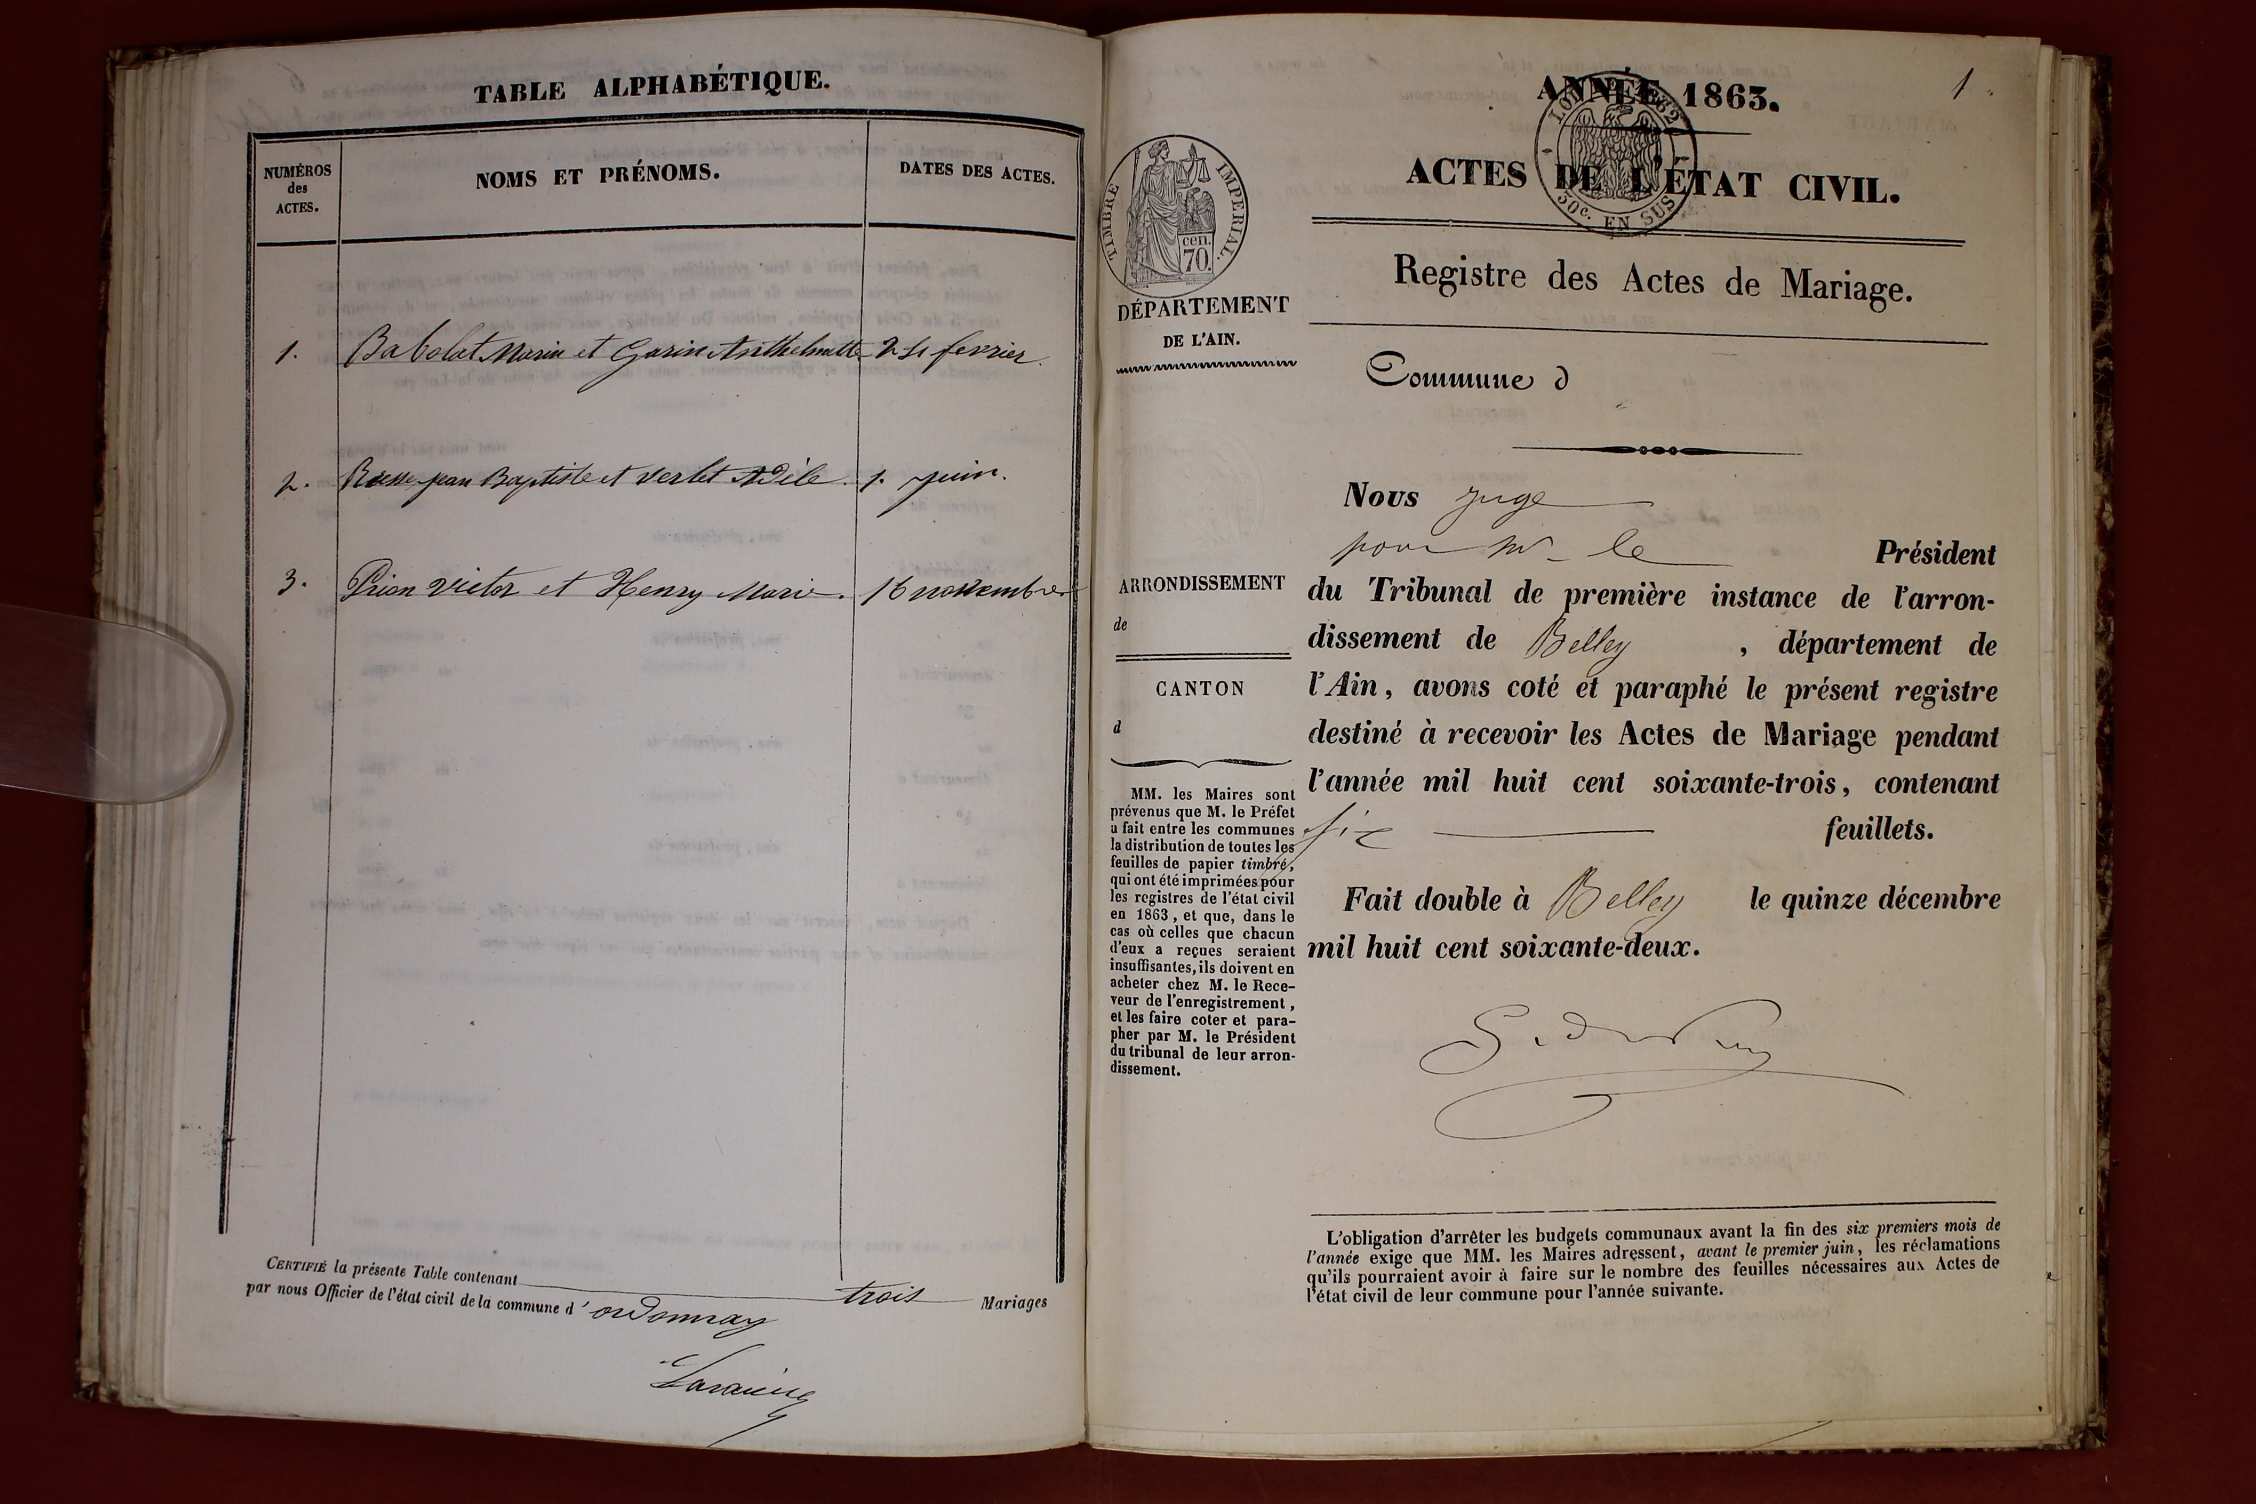 TABLE ALPHABÉTIQUE.
NUMÉROS
des
ACTES.
NOMS ET PRÉNOMS.
DATES DES ACTES.
1. Babolat Marin et Garin Anthelmette 24 fevrier.
2. Jean Baptiste et verlet Adèle. 1. juin.
3. Prion Victor et Henry Marie. 16 novembre
CERTIFIÉ la présente Table contenant trois Mariages
par nous Officier de l'état civil de la commune d'ordonnay
1
ANNÉE 1863.
ACTES DE L'ÉTAT CIVIL.
30c. EN SUS
TIMBRE IMPERIAL.
cen.
70.
Registre des Actes de Mariage.
DÉPARTEMENT
DE L'AIN.
Commune d
Nous juge
pour Mr le Président
ARRONDISSEMENT
de
CANTON
d
du Tribunal de première instance de l'arron-
dissement de Belley, département de
l'Ain, avons coté et paraphé le présent registre
destiné à recevoir les Actes de Mariage pendant
l'année mil huit cent soixante-trois, contenant
six feuillets.
Fait double à Belley le quinze décembre
mil huit cent soixante-deux.
MM. les Maires sont
prévenus que M. le Préfet
a fait entre les communes
la distribution de toutes les
feuilles de papier timbré,
qui ont été imprimées pour
les registres de l'état civil
en 1863, et que, dans le
cas où celles que chacun
d'eux a reçues seraient
insuffisantes, ils doivent en
acheter chez M. le Rece-
veur de l'enregistrement,
et les faire coter et para-
pher par M. le Président
du tribunal de leur arron-
dissement.
L'obligation d'arrêter les budgets communaux avant la fin des six premiers mois de
l'année exige que MM. les Maires adressent, avant le premier juin, les réclamations
qu'ils pourraient avoir à faire sur le nombre des feuilles nécessaires aux Actes de
l'état civil de leur commune pour l'année suivante.